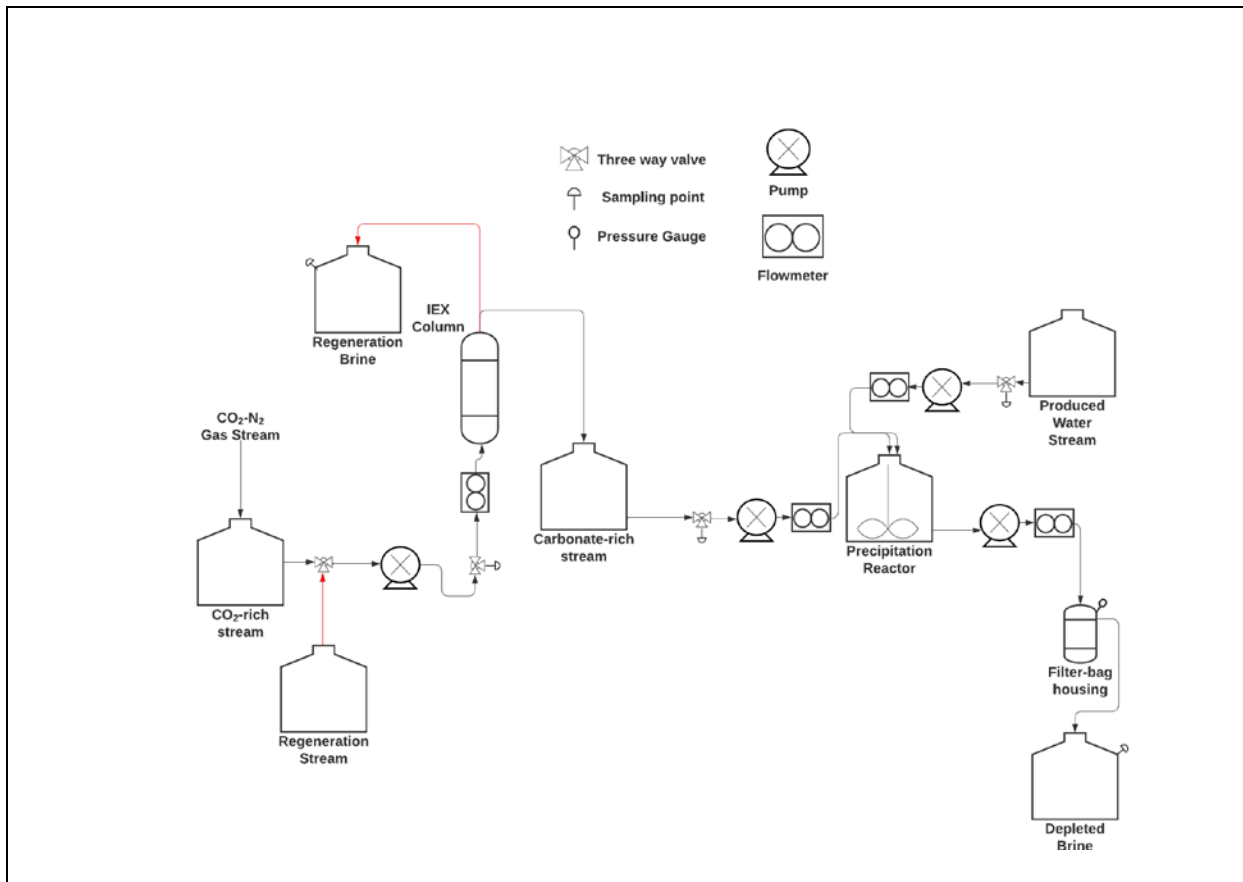 Three way valve
Sampling point
Pressure Gauge
Pump
Flowmeter
Regeneration
Brine
IEX
Column
CO₂-N₂
Gas Stream
CO₂-rich
stream
Regeneration
Stream
Carbonate-rich
stream
Precipitation
Reactor
Produced
Water
Stream
Filter-bag
housing
Depleted
Brine